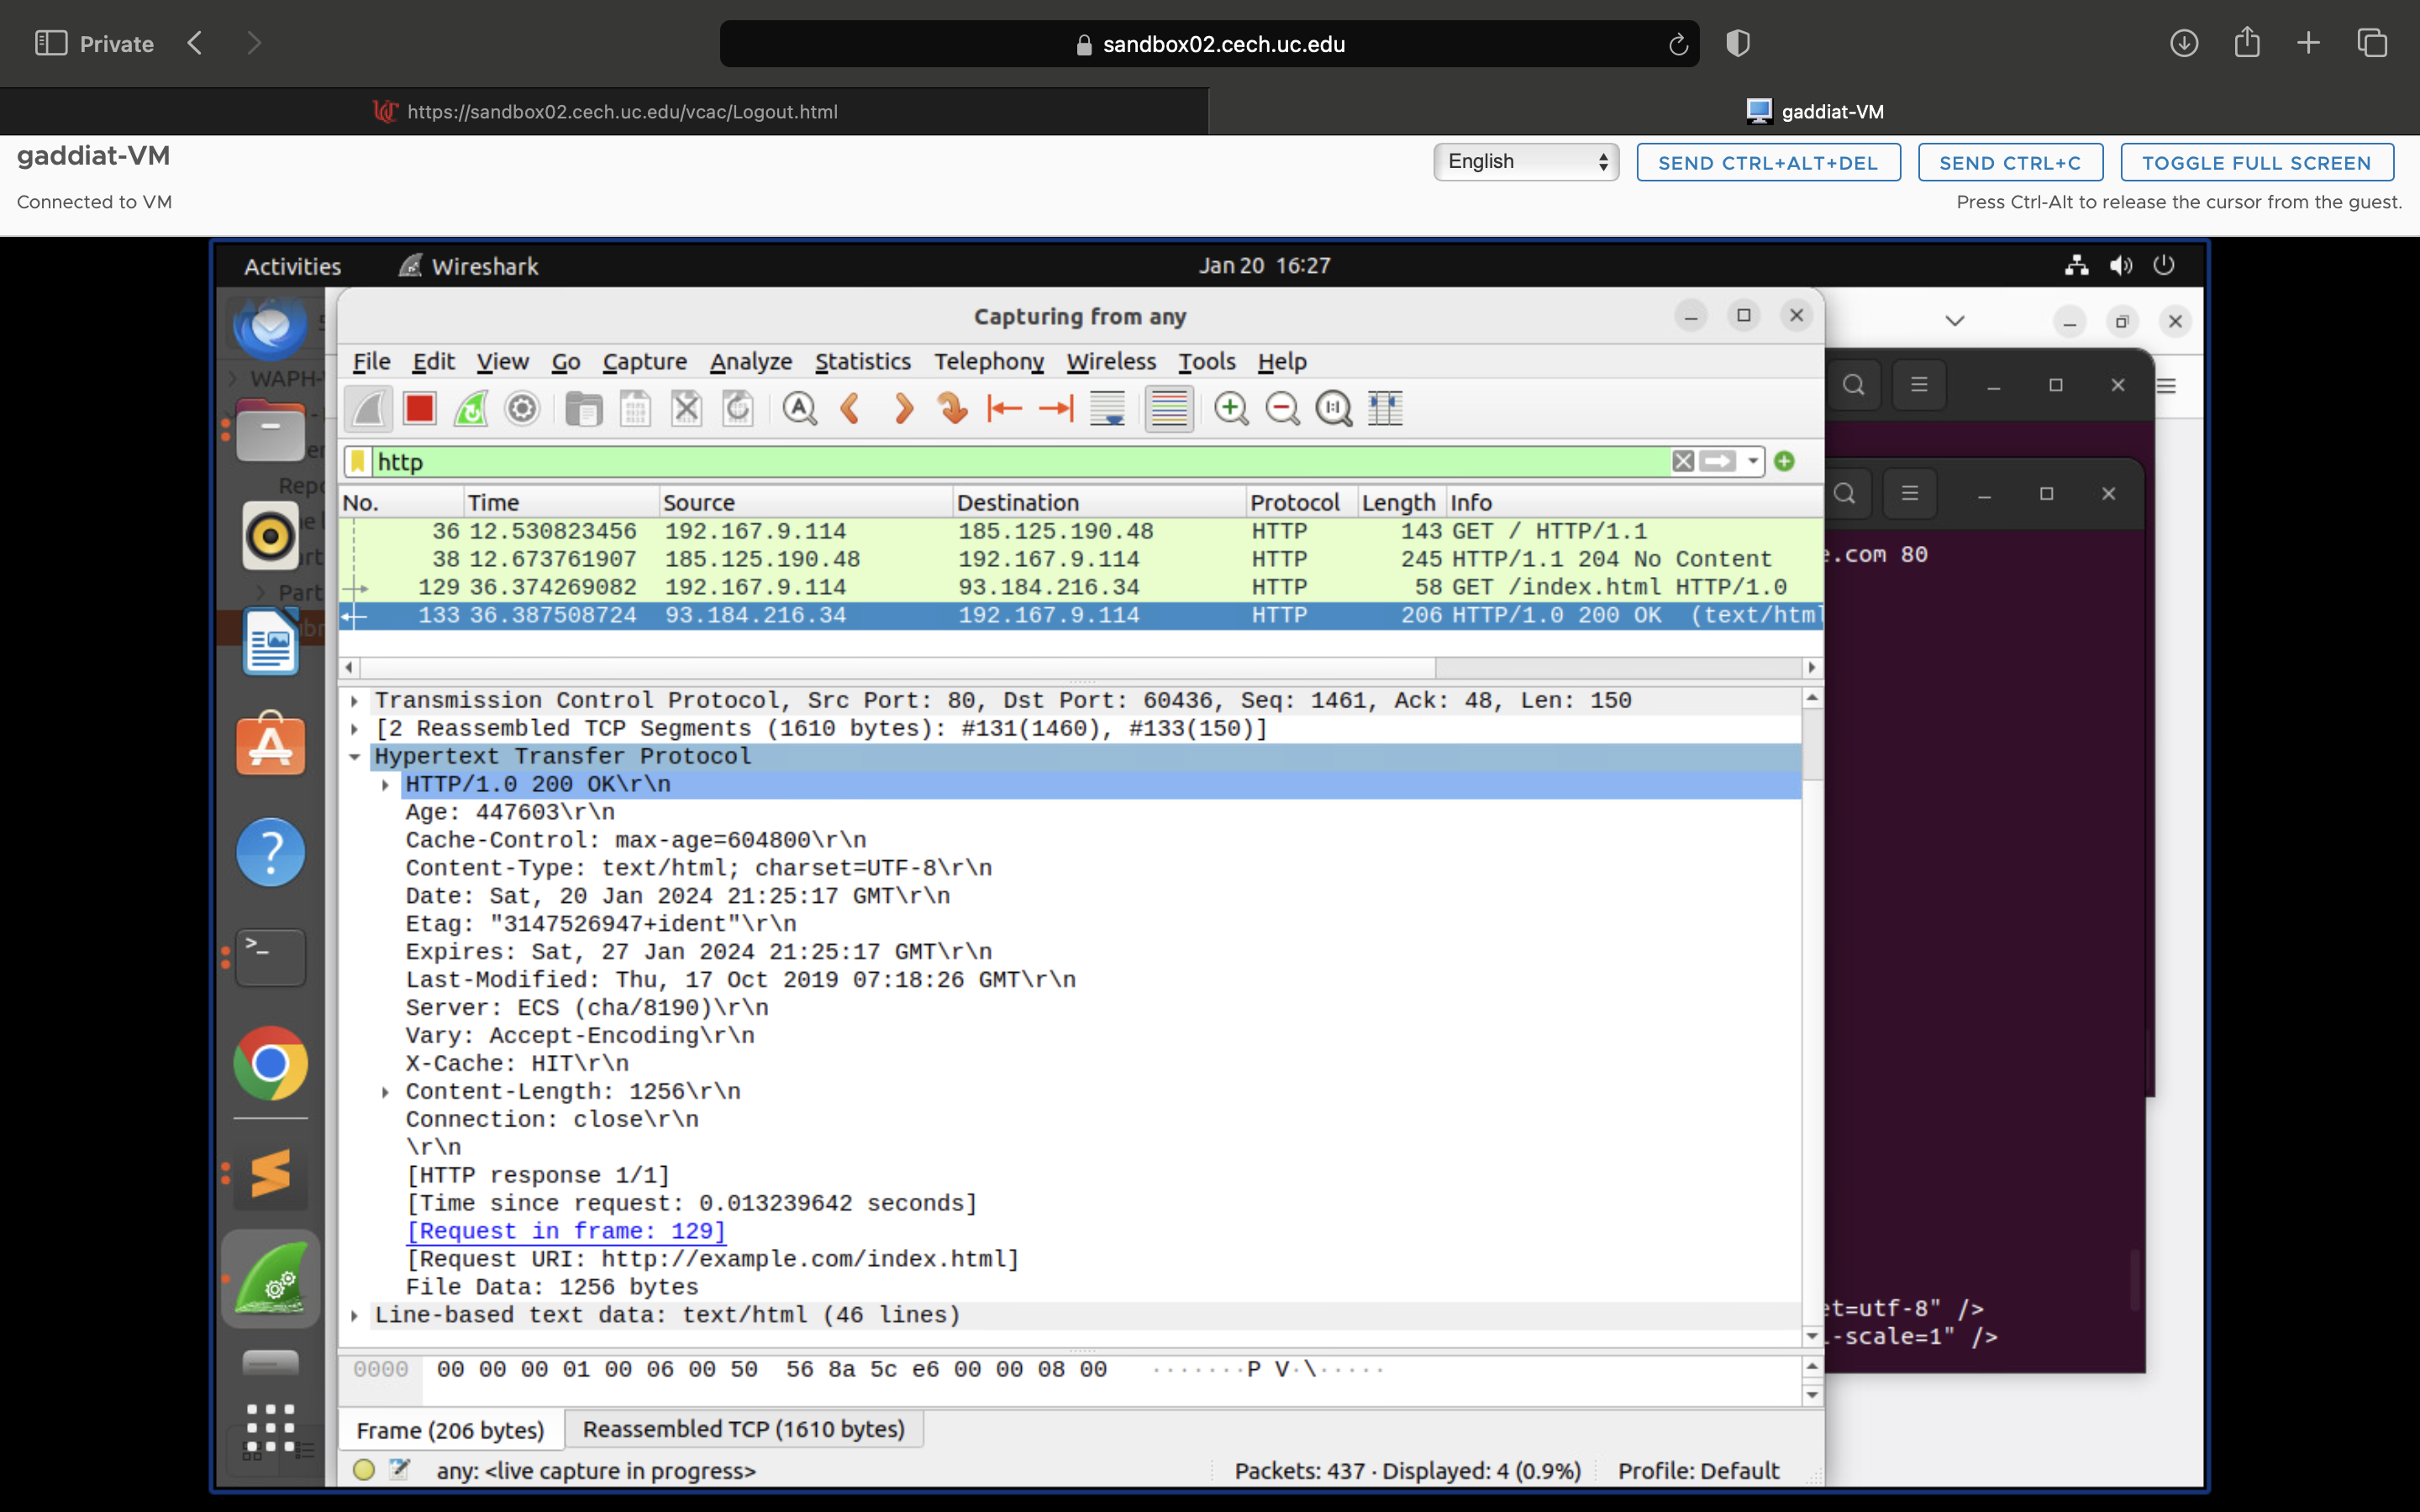 Private
sandbox02.cech.uc.edu
https://sandbox02.cech.uc.edu/vcac/Logout.html
gaddiat-VM
gaddiat-VM
English
SEND CTRL+ALT+DEL
SEND CTRL+C
TOGGLE FULL SCREEN
Connected to VM
Press Ctrl-Alt to release the cursor from the guest.
Activities
Wireshark
Jan 20 16:27
Capturing from any
File Edit View Go Capture Analyze Statistics Telephony Wireless Tools Help
WAPH-
http
No. Time Source Destination Protocol Length Info
36 12.530823456 192.167.9.114 185.125.190.48 HTTP 143 GET / HTTP/1.1
38 12.673761907 185.125.190.48 192.167.9.114 HTTP 245 HTTP/1.1 204 No Content
129 36.374269082 192.167.9.114 93.184.216.34 HTTP 58 GET /index.html HTTP/1.0
133 36.387508724 93.184.216.34 192.167.9.114 HTTP 206 HTTP/1.0 200 OK (text/html
Repo
Part
e.com 80
Transmission Control Protocol, Src Port: 80, Dst Port: 60436, Seq: 1461, Ack: 48, Len: 150
[2 Reassembled TCP Segments (1610 bytes): #131(1460), #133(150)]
Hypertext Transfer Protocol
HTTP/1.0 200 OK\r\n
Age: 447603\r\n
Cache-Control: max-age=604800\r\n
Content-Type: text/html; charset=UTF-8\r\n
Date: Sat, 20 Jan 2024 21:25:17 GMT\r\n
Etag: "3147526947+ident"\r\n
Expires: Sat, 27 Jan 2024 21:25:17 GMT\r\n
Last-Modified: Thu, 17 Oct 2019 07:18:26 GMT\r\n
Server: ECS (cha/8190)\r\n
Vary: Accept-Encoding\r\n
X-Cache: HIT\r\n
Content-Length: 1256\r\n
Connection: close\r\n
\r\n
[HTTP response 1/1]
[Time since request: 0.013239642 seconds]
[Request in frame: 129]
[Request URI: http://example.com/index.html]
File Data: 1256 bytes
Line-based text data: text/html (46 lines)
et=utf-8" />
l-scale=1" />
0000 00 00 00 01 00 06 00 50 56 8a 5c e6 00 00 08 00 ·······P V·\·····
Frame (206 bytes)
Reassembled TCP (1610 bytes)
any: <live capture in progress>
Packets: 437 · Displayed: 4 (0.9%)
Profile: Default